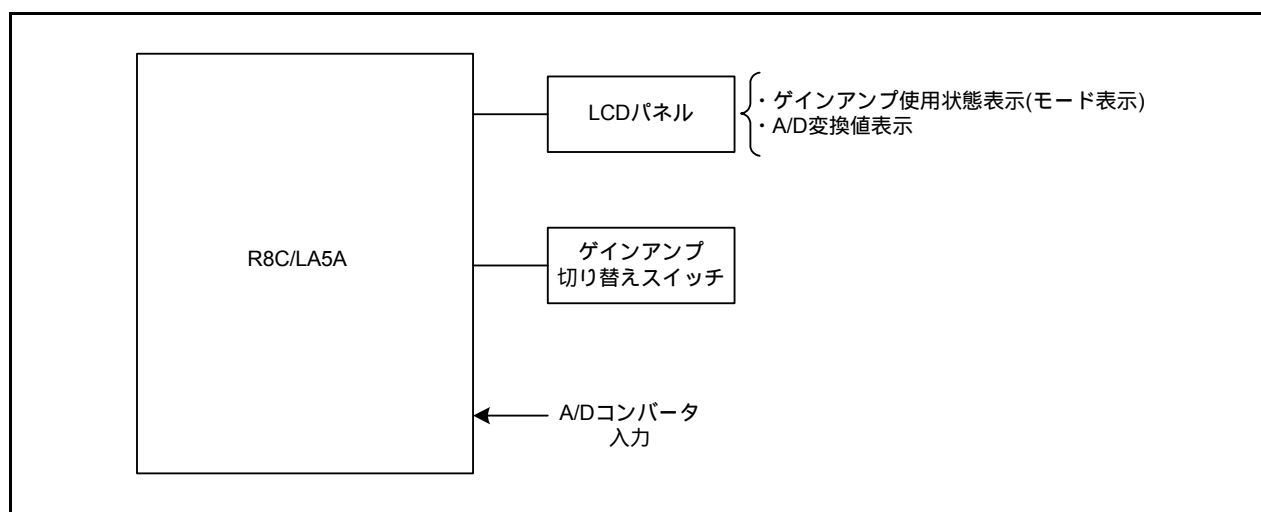 R8C/LA5A
LCDパネル
・ゲインアンプ使用状態表示(モード表示)
・A/D変換値表示
ゲインアンプ
切り替えスイッチ
A/Dコンバータ
入力